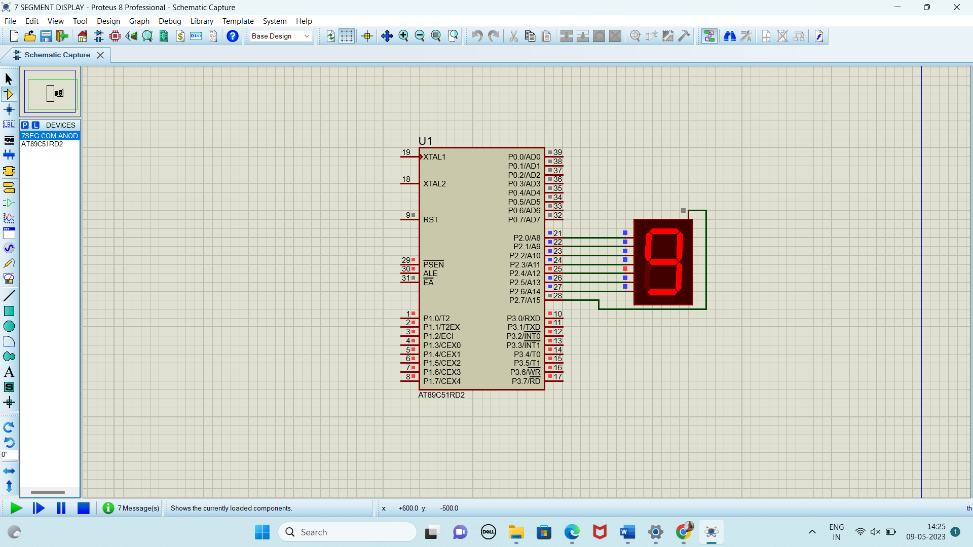 7 SEGMENT DISPLAY - Proteus 8 Professional - Schematic Capture
File Edit View Tool Design Graph Debug Library Template System Help
Base Design
Schematic Capture
P L DEVICES
7SEG-COM-ANOD
AT89C51RD2
U1
19 XTAL1
18 XTAL2
9 RST
29 PSEN
30 ALE
31 EA
1 P1.0/T2
2 P1.1/T2EX
3 P1.2/ECI
4 P1.3/CEX0
5 P1.4/CEX1
6 P1.5/CEX2
7 P1.6/CEX3
8 P1.7/CEX4
P0.0/AD0 39
P0.1/AD1 38
P0.2/AD2 37
P0.3/AD3 36
P0.4/AD4 35
P0.5/AD5 34
P0.6/AD6 33
P0.7/AD7 32
P2.0/A8 21
P2.1/A9 22
P2.2/A10 23
P2.3/A11 24
P2.4/A12 25
P2.5/A13 26
P2.6/A14 27
P2.7/A15 28
P3.0/RXD 10
P3.1/TXD 11
P3.2/INT0 12
P3.3/INT1 13
P3.4/T0 14
P3.5/T1 15
P3.6/WR 16
P3.7/RD 17
AT89C51RD2
9
0°
7 Message(s) Shows the currently loaded components. x +600.0 y -500.0 th
Search
ENG
IN
14:25
09-05-2023
1